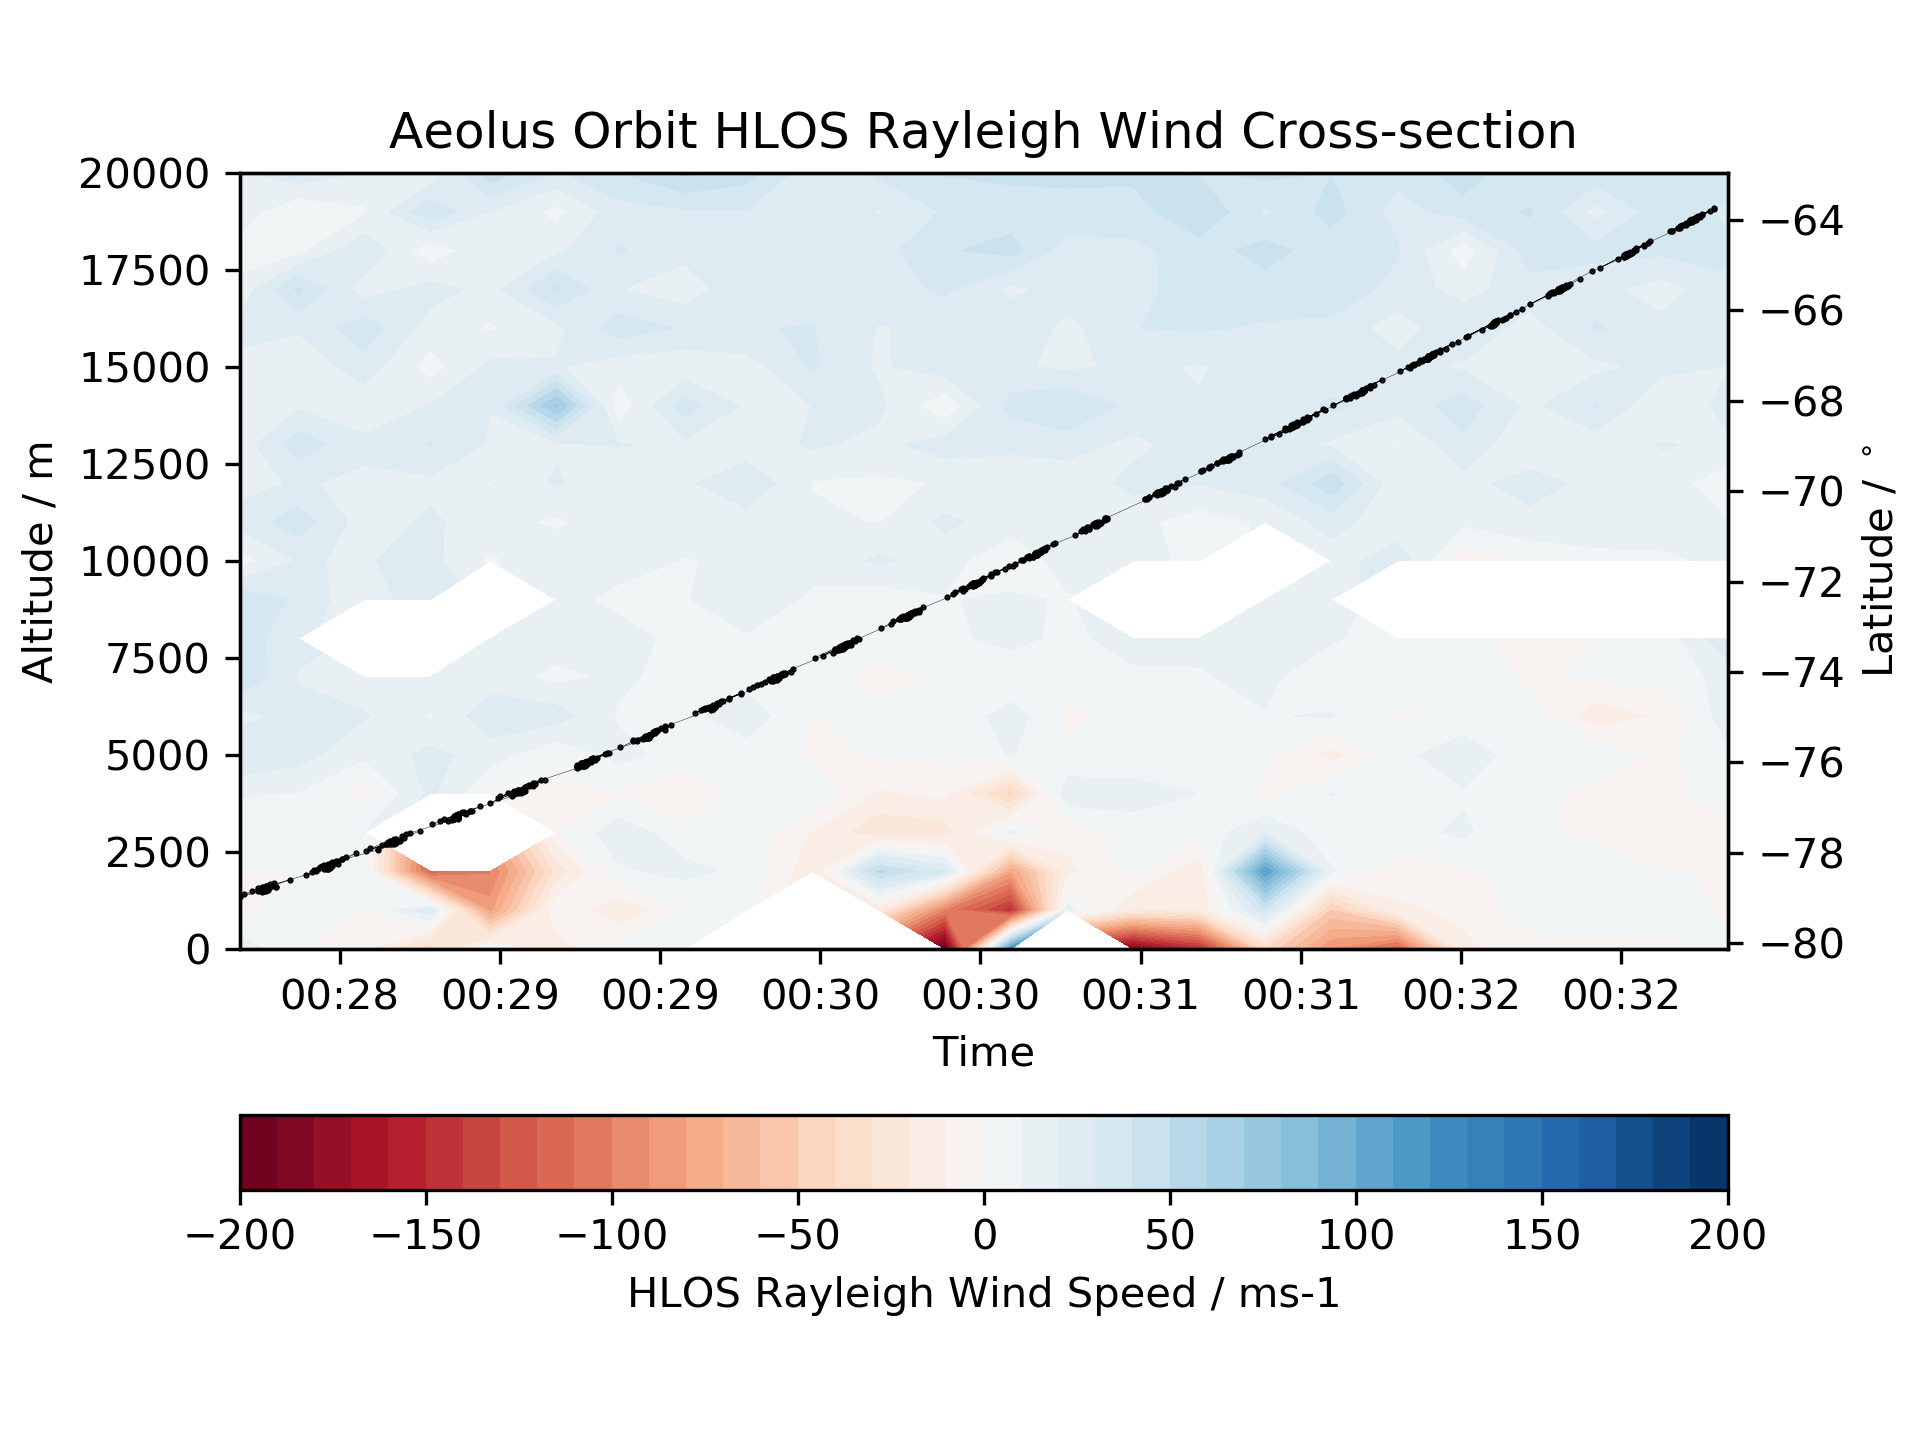 Aeolus Orbit HLOS Rayleigh Wind Cross-section
20000
17500
15000
12500
10000
7500
5000
2500
0
Altitude / m
−64
−66
−68
−70
−72
−74
−76
−78
−80
Latitude / °
00:28 00:29 00:29 00:30 00:30 00:31 00:31 00:32 00:32
Time
−200 −150 −100 −50 0 50 100 150 200
HLOS Rayleigh Wind Speed / ms-1